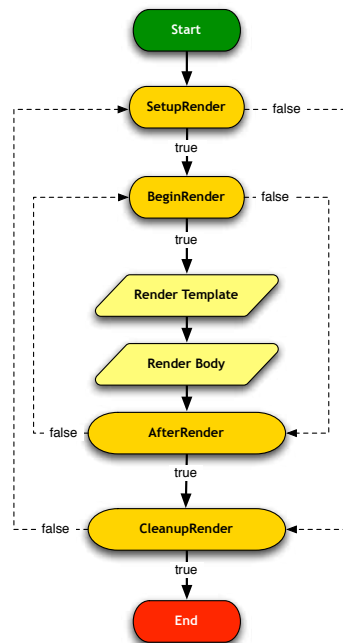 Start
SetupRender
false
true
BeginRender
false
true
Render Template
Render Body
false
AfterRender
true
false
CleanupRender
true
End